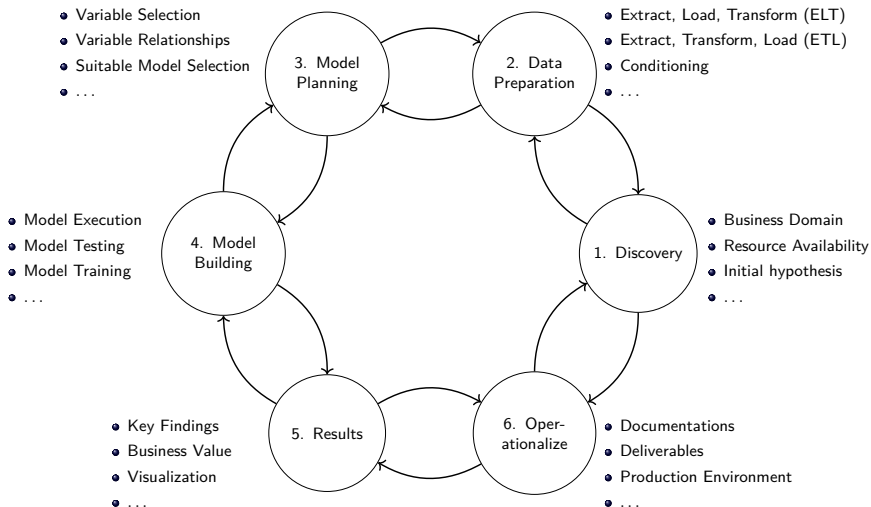 Variable Selection
Variable Relationships
Suitable Model Selection
. . .
3. Model
Planning
2. Data
Preparation
Extract, Load, Transform (ELT)
Extract, Transform, Load (ETL)
Conditioning
. . .
Model Execution
Model Testing
Model Training
. . .
4. Model
Building
1. Discovery
Business Domain
Resource Availability
Initial hypothesis
. . .
Key Findings
Business Value
Visualization
. . .
5. Results
6. Oper-
ationalize
Documentations
Deliverables
Production Environment
. . .